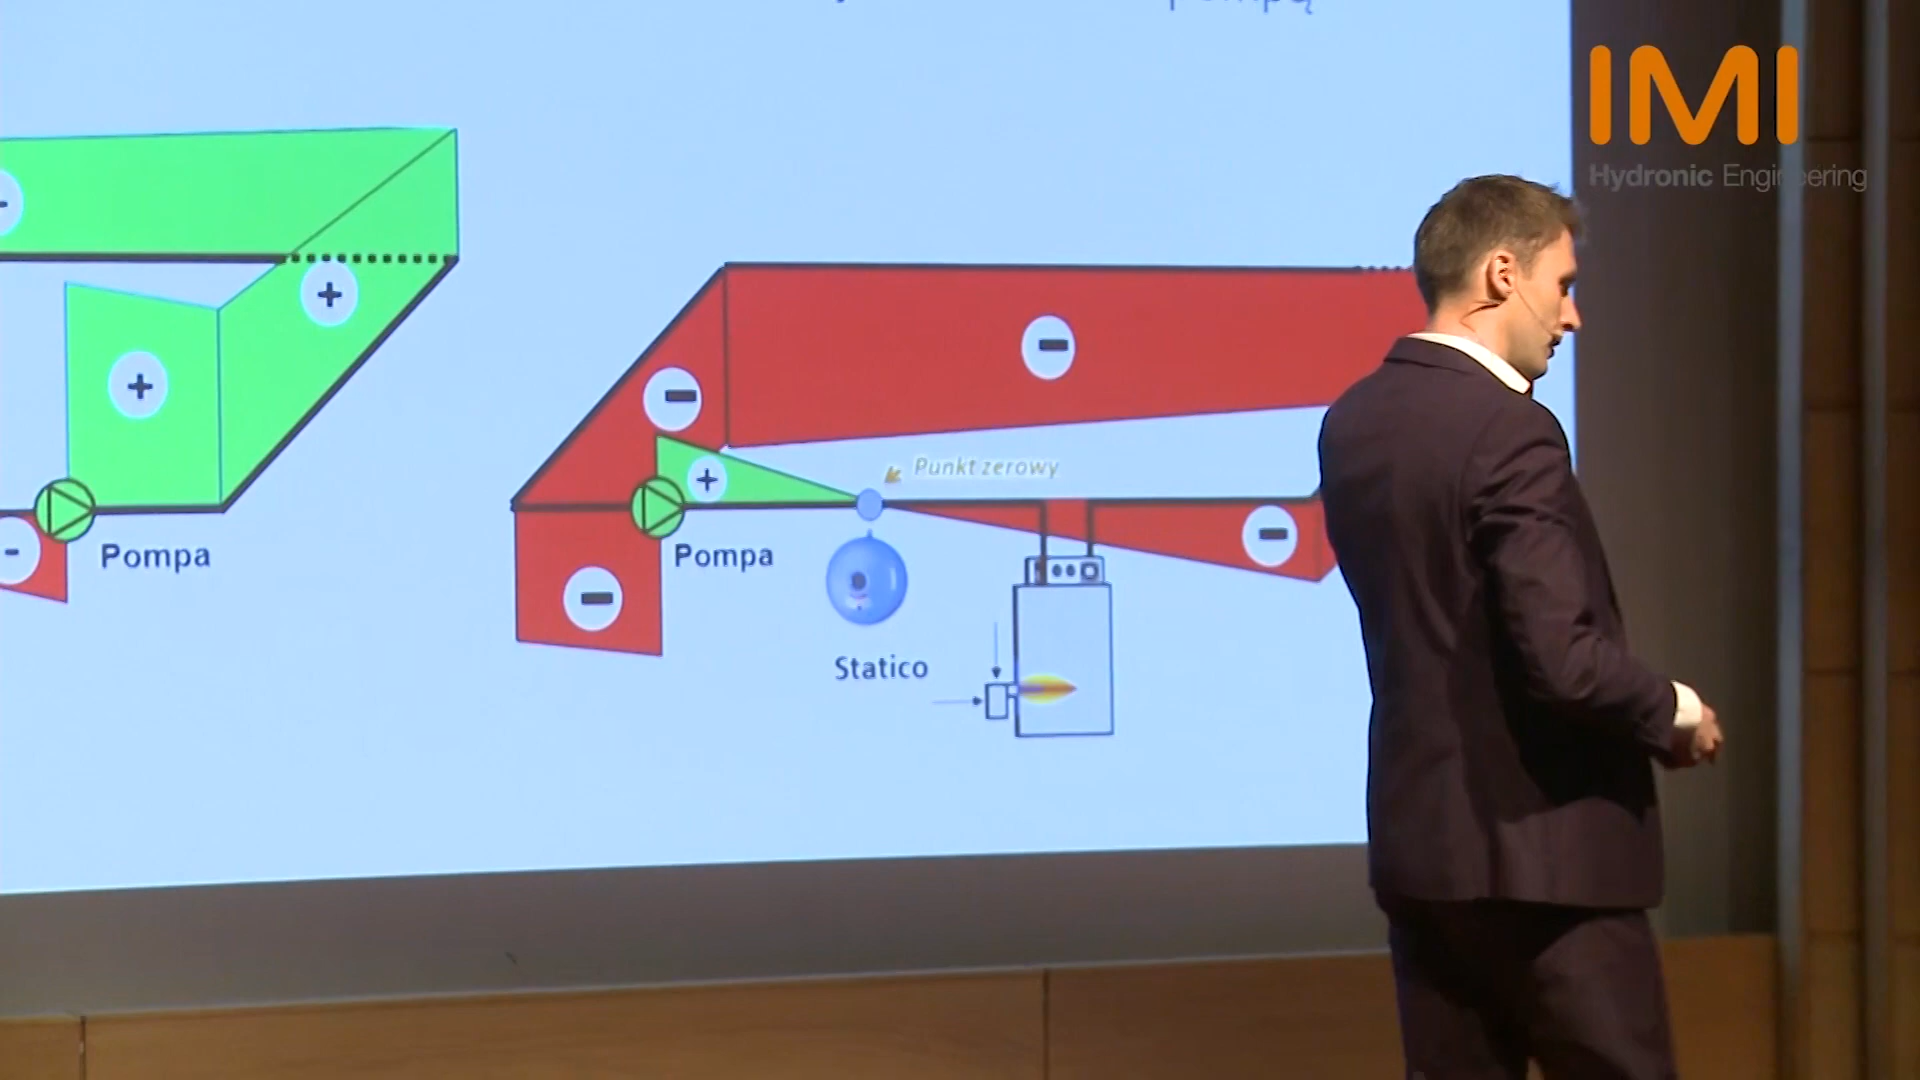 IMI
Hydronic Engineering
Punkt zerowy
Pompa
Pompa
Statico